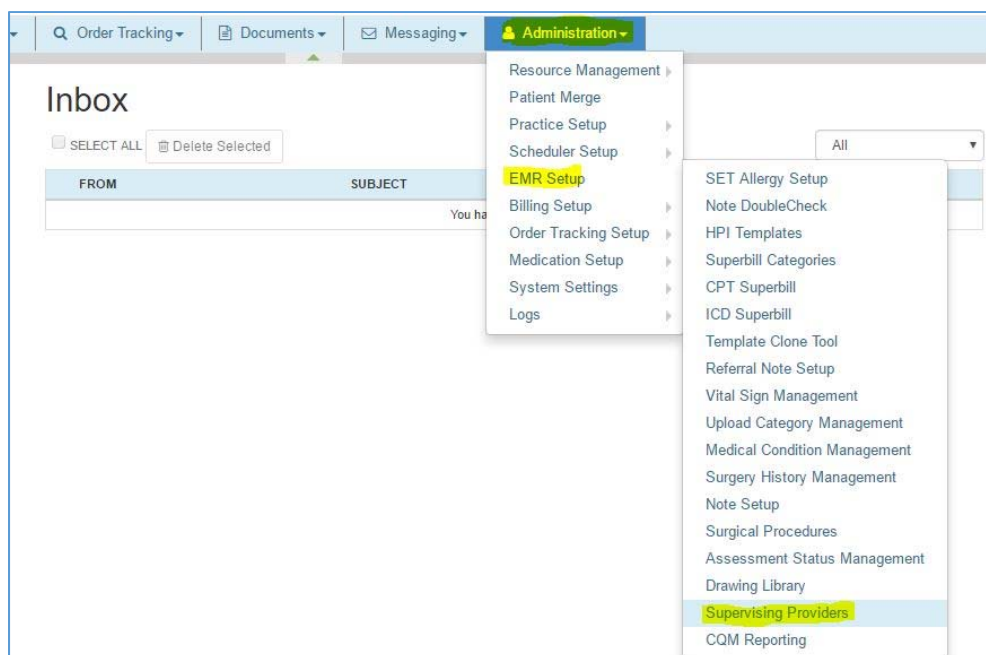 Order Tracking Documents Messaging Administration
Inbox
SELECT ALL Delete Selected
All
FROM SUBJECT
You ha
Resource Management
Patient Merge
Practice Setup
Scheduler Setup
EMR Setup
Billing Setup
Order Tracking Setup
Medication Setup
System Settings
Logs
SET Allergy Setup
Note DoubleCheck
HPI Templates
Superbill Categories
CPT Superbill
ICD Superbill
Template Clone Tool
Referral Note Setup
Vital Sign Management
Upload Category Management
Medical Condition Management
Surgery History Management
Note Setup
Surgical Procedures
Assessment Status Management
Drawing Library
Supervising Providers
CQM Reporting